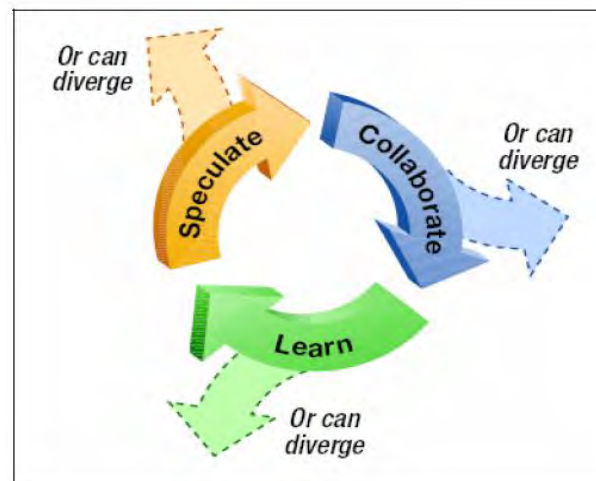 Or can
diverge
Speculate
Collaborate
Or can
diverge
Learn
Or can
diverge